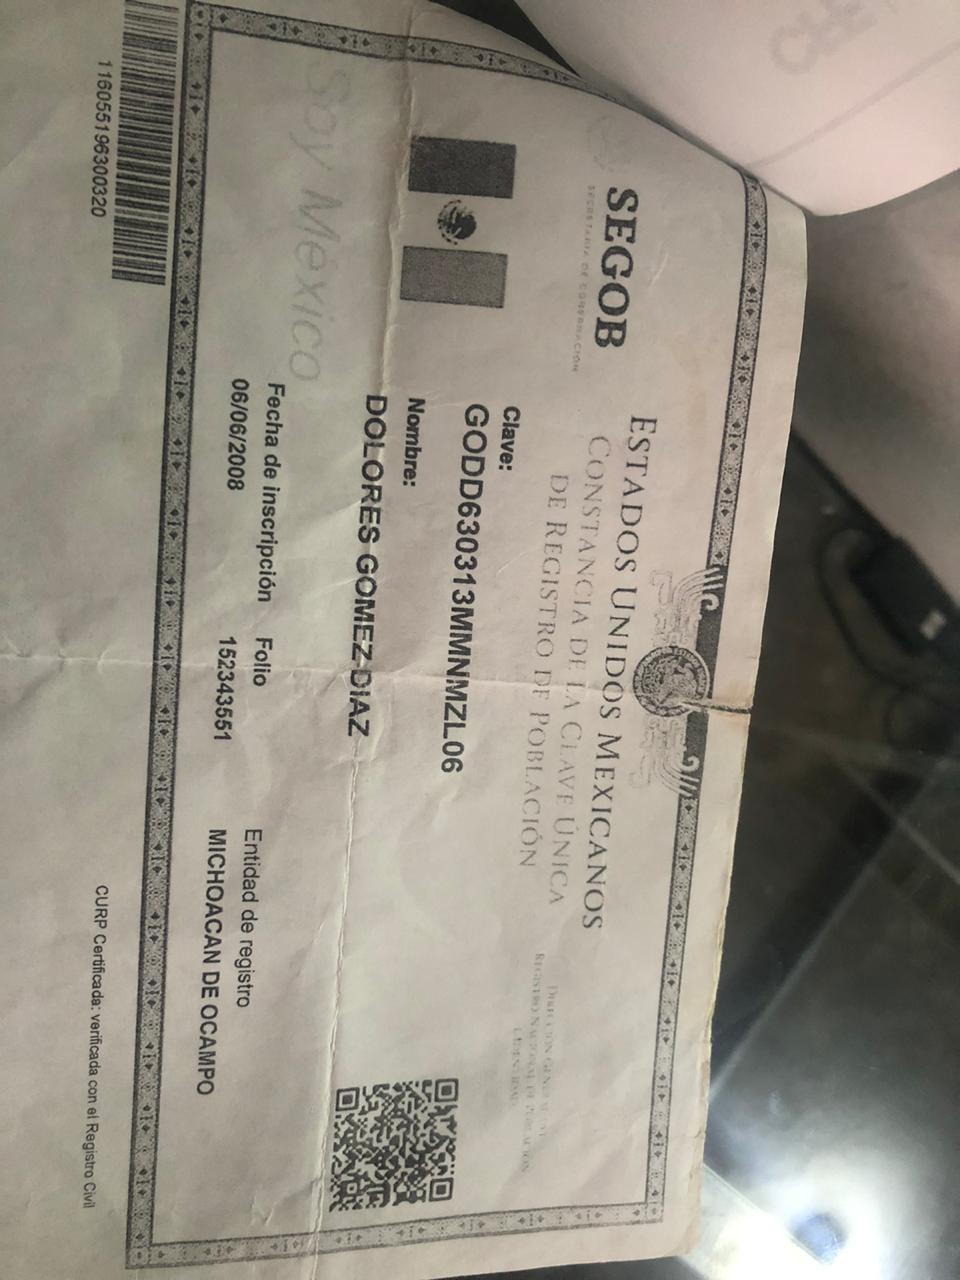 SEGOB
SECRETARÍA DE GOBERNACIÓN
ESTADOS UNIDOS MEXICANOS
CONSTANCIA DE LA CLAVE ÚNICA
DE REGISTRO DE POBLACIÓN
DIRECCIÓN GENERAL DEL
REGISTRO NACIONAL DE POBLACIÓN
E IDENTIDAD
Clave:
GODD630313MMNMZL06
Nombre:
DOLORES GOMEZ DIAZ
Soy México
Fecha de inscripción
06/06/2008
Folio
152343551
Entidad de registro
MICHOACAN DE OCAMPO
116055196300320
CURP Certificada: verificada con el Registro Civil